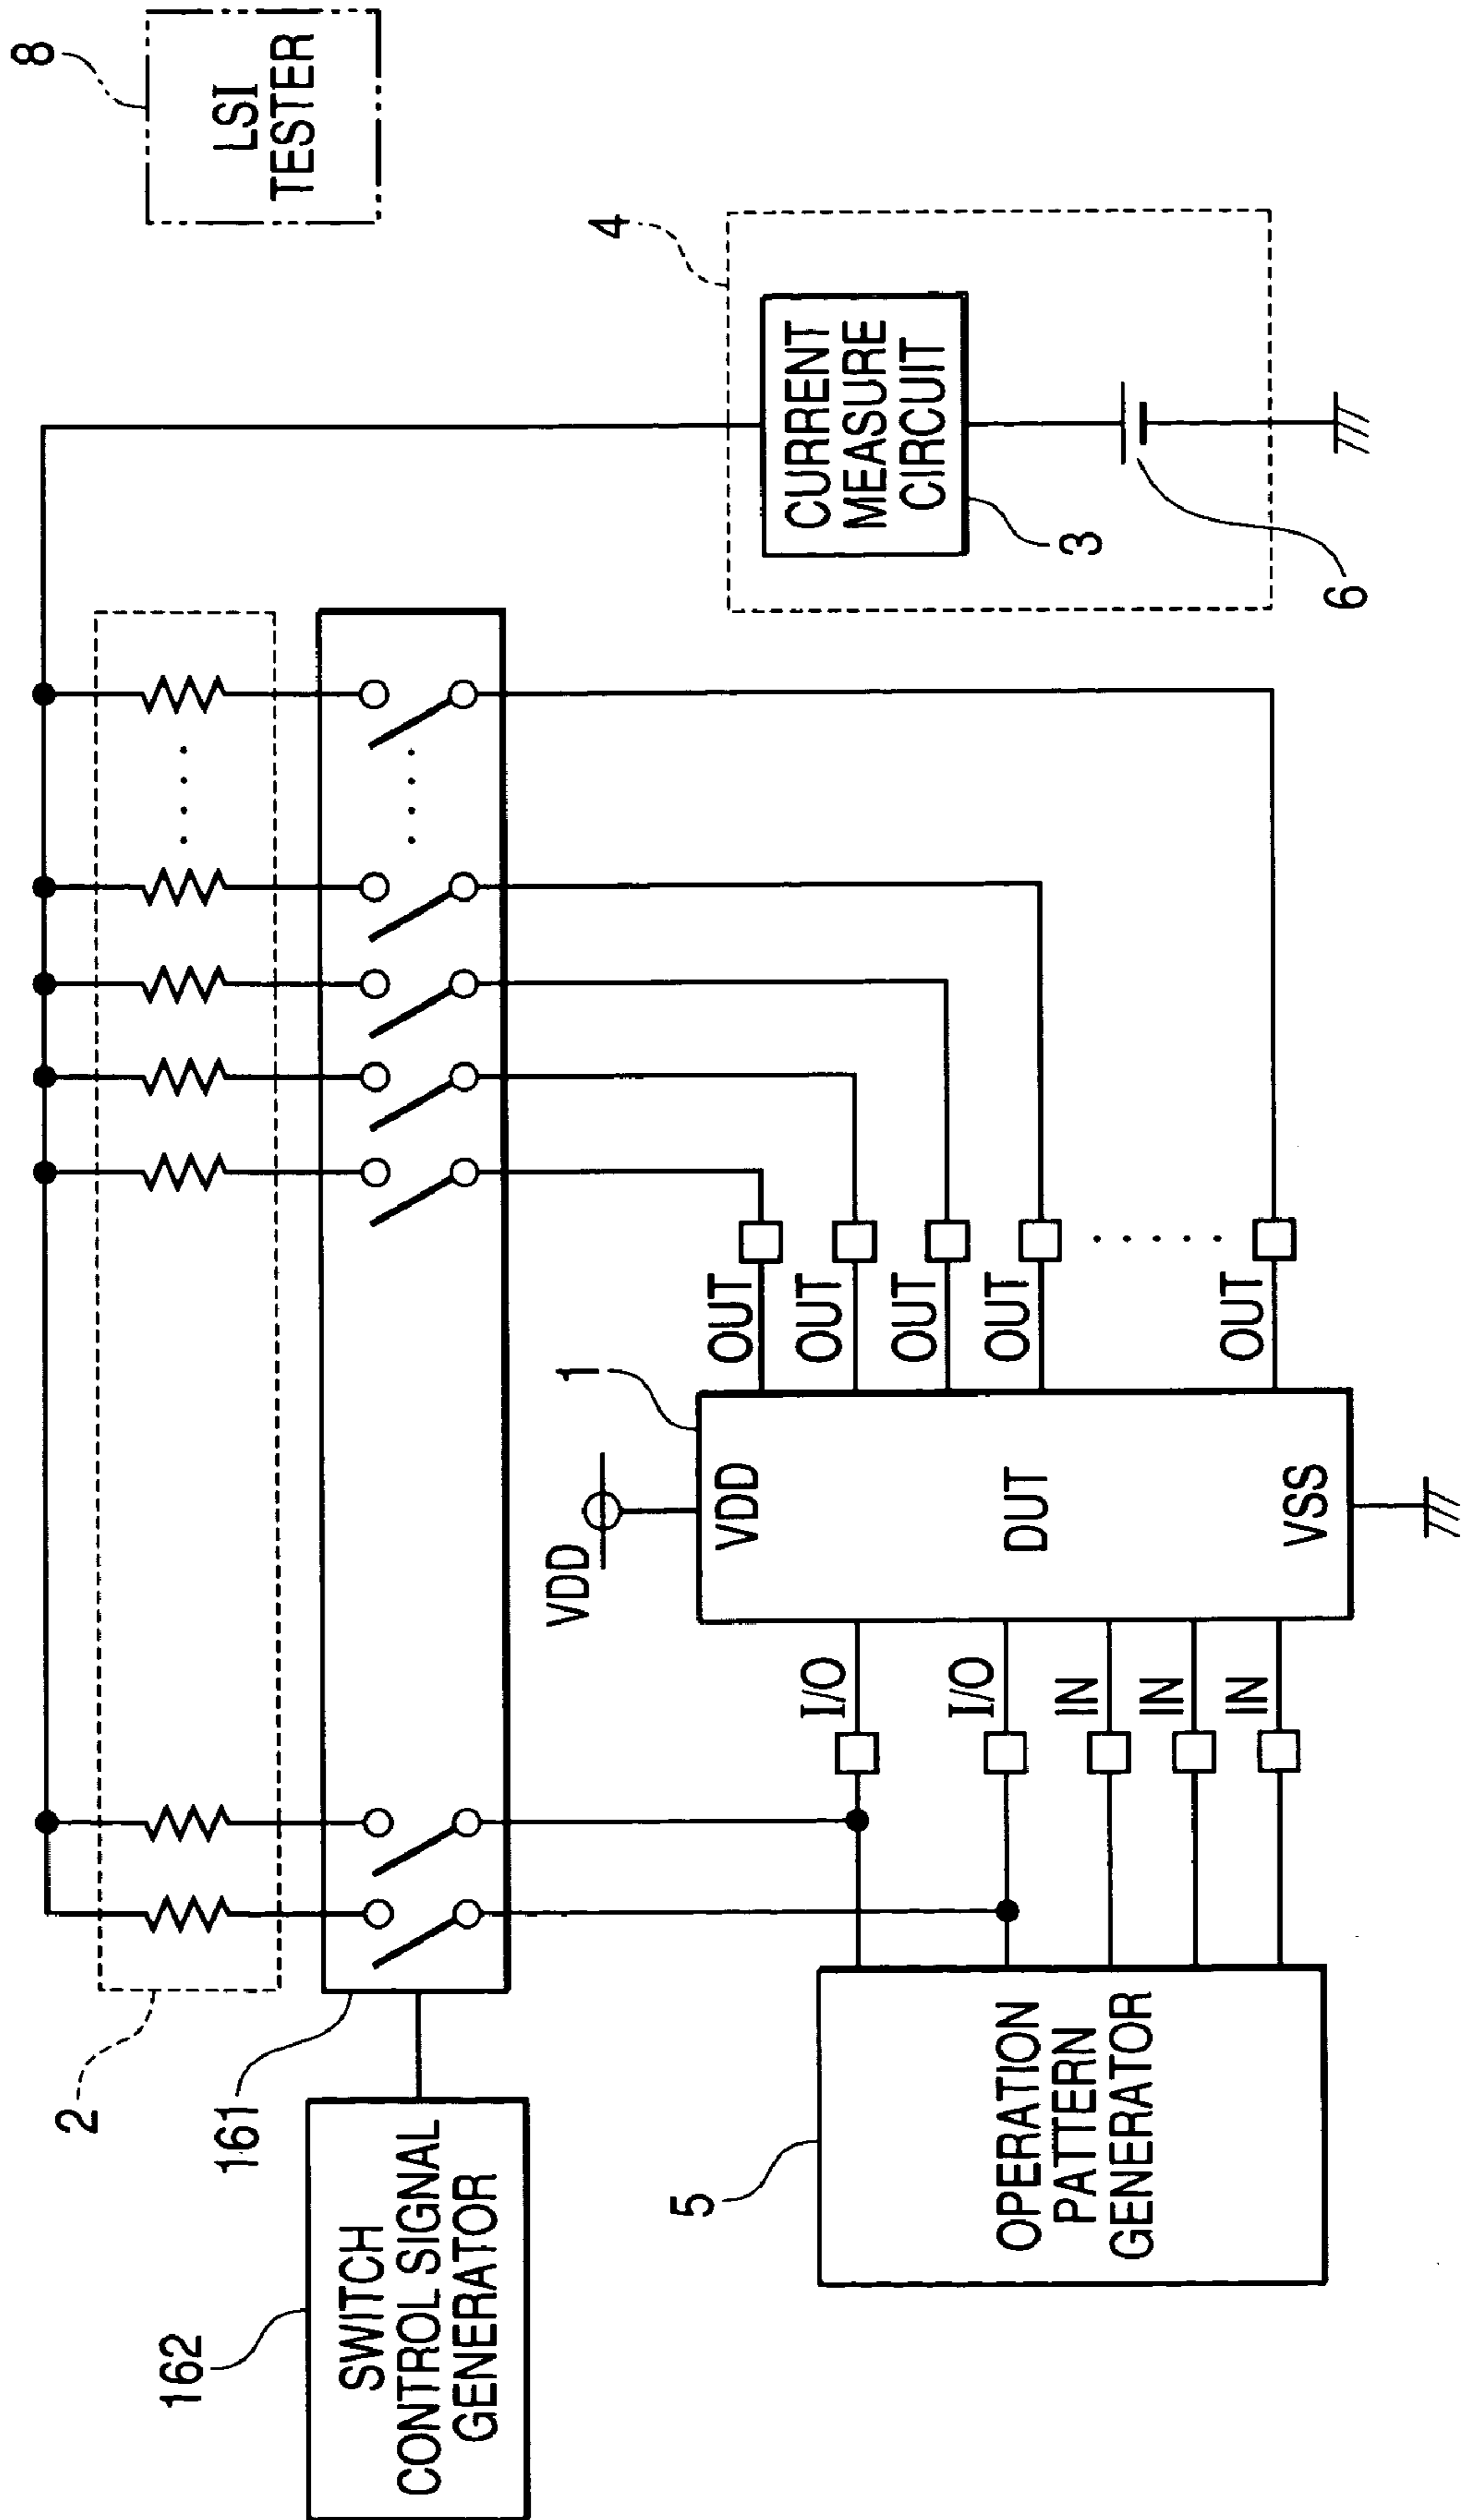 8
LSI
TESTER
4
CURRENT
MEASURE
CIRCUIT
3
6
2
161
162
SWITCH
CONTROL SIGNAL
GENERATOR
VDD
1
VDD
DUT
VSS
OUT
OUT
OUT
OUT
OUT
I/O
I/O
IN
IN
IN
5
OPERATION
PATTERN
GENERATOR